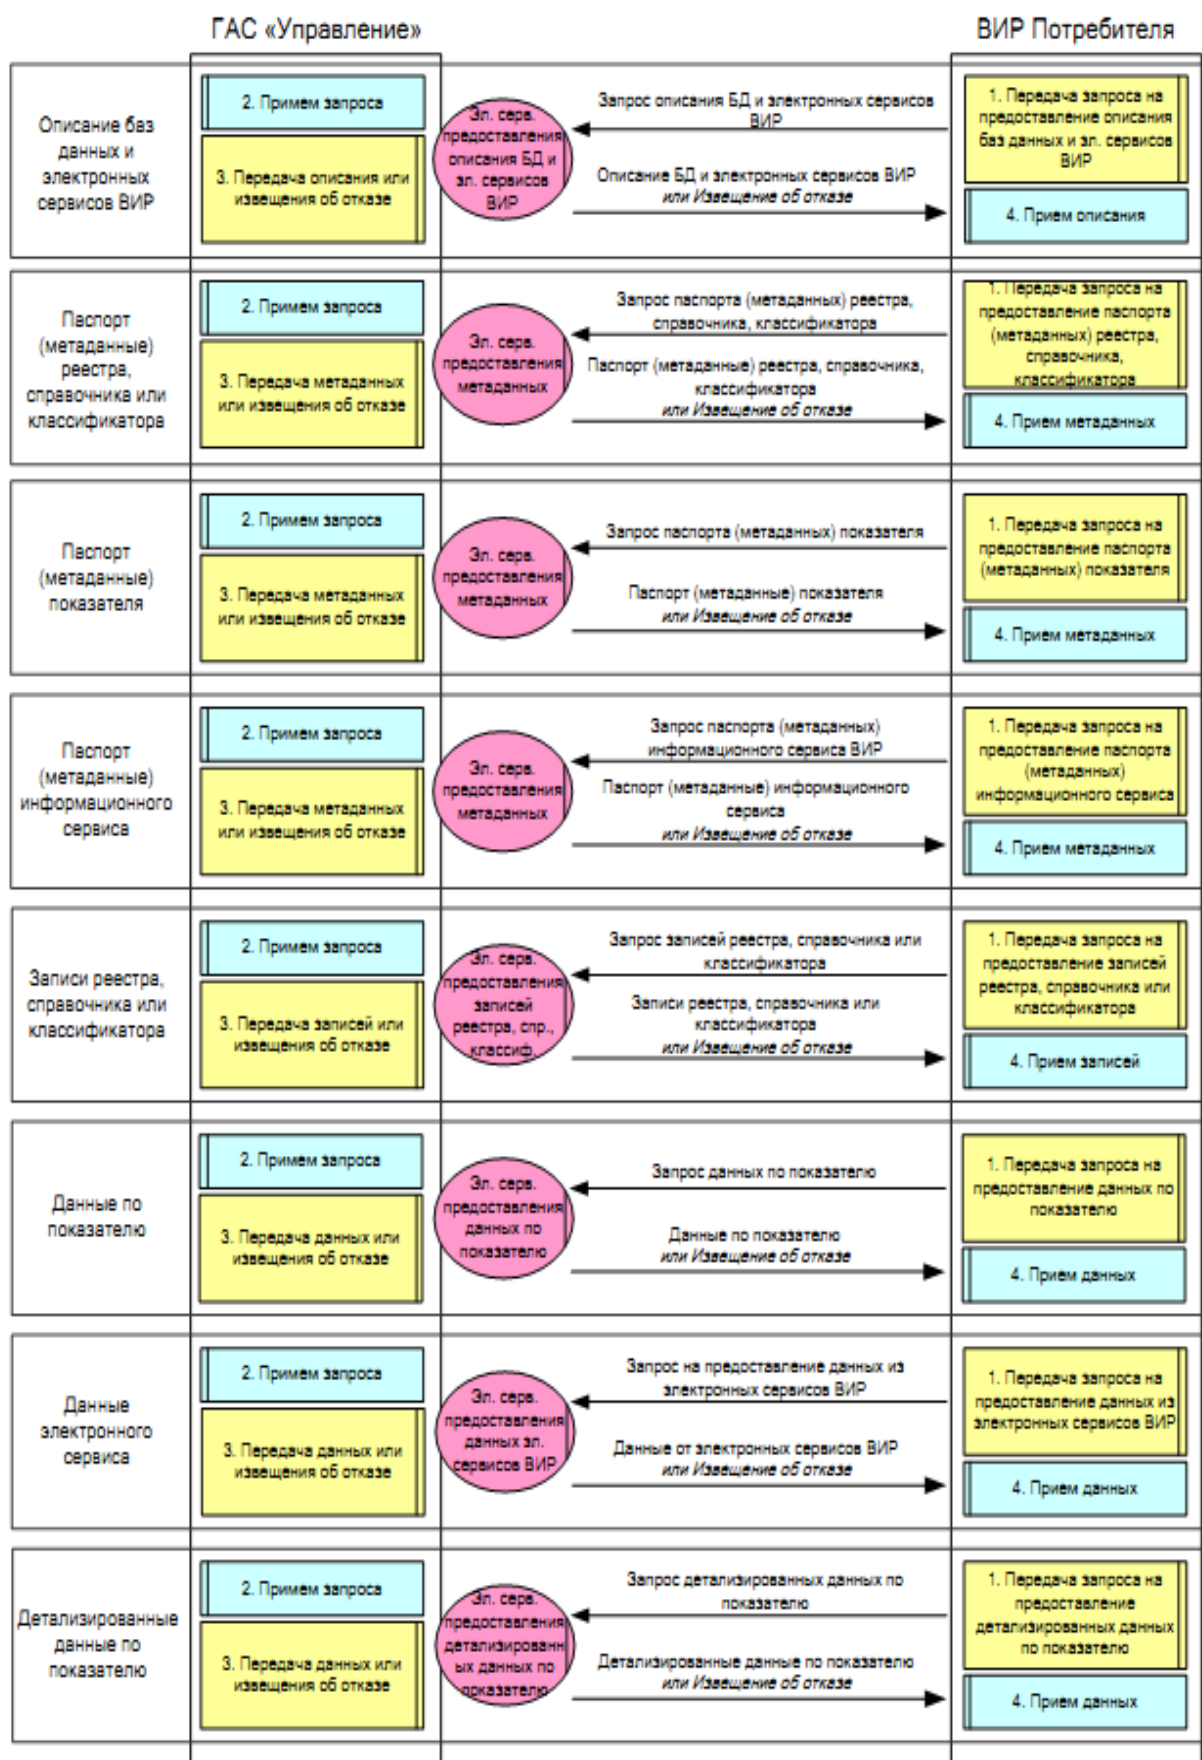 ГАС «Управление»
ВИР Потребителя
Описание баз
данных и
электронных
сервисов ВИР
2. Примем запроса
3. Передача описания или
извещения об отказе
Эл. серв.
предоставления
описания БД и
эл. сервисов
ВИР
Запрос описания БД и электронных сервисов
ВИР
Описание БД и электронных сервисов ВИР
или Извещение об отказе
1. Передача запроса на
предоставление описания
баз данных и эл. сервисов
ВИР
4. Прием описания
Паспорт
(метаданные)
реестра,
справочника или
классификатора
2. Примем запроса
3. Передача метаданных
или извещения об отказе
Эл. серв.
предоставления
метаданных
Запрос паспорта (метаданных) реестра,
справочника, классификатора
Паспорт (метаданные) реестра, справочника,
классификатора
или Извещение об отказе
1. Передача запроса на
предоставление паспорта
(метаданных) реестра,
справочника,
классификатора
4. Прием метаданных
Паспорт
(метаданные)
показателя
2. Примем запроса
3. Передача метаданных
или извещения об отказе
Эл. серв.
предоставления
метаданных
Запрос паспорта (метаданных) показателя
Паспорт (метаданные) показателя
или Извещение об отказе
1. Передача запроса на
предоставление паспорта
(метаданных) показателя
4. Прием метаданных
Паспорт
(метаданные)
информационного
сервиса
2. Примем запроса
3. Передача метаданных
или извещения об отказе
Эл. серв.
предоставления
метаданных
Запрос паспорта (метаданных)
информационного сервиса ВИР
Паспорт (метаданные) информационного
сервиса
или Извещение об отказе
1. Передача запроса на
предоставление паспорта
(метаданных)
информационного сервиса
4. Прием метаданных
Записи реестра,
справочника или
классификатора
2. Примем запроса
3. Передача записей или
извещения об отказе
Эл. серв.
предоставления
записей
реестра, спр.,
классиф.
Запрос записей реестра, справочника или
классификатора
Записи реестра, справочника или
классификатора
или Извещение об отказе
1. Передача запроса на
предоставление записей
реестра, справочника или
классификатора
4. Прием записей
Данные по
показателю
2. Примем запроса
3. Передача данных или
извещения об отказе
Эл. серв.
предоставления
данных по
показателю
Запрос данных по показателю
Данные по показателю
или Извещение об отказе
1. Передача запроса на
предоставление данных по
показателю
4. Прием данных
Данные
электронного
сервиса
2. Примем запроса
3. Передача данных или
извещения об отказе
Эл. серв.
предоставления
данных эл.
сервисов ВИР
Запрос на предоставление данных из
электронных сервисов ВИР
Данные от электронных сервисов ВИР
или Извещение об отказе
1. Передача запроса на
предоставление данных из
электронных сервисов ВИР
4. Прием данных
Детализированные
данные по
показателю
2. Примем запроса
3. Передача данных или
извещения об отказе
Эл. серв.
предоставления
детализированн
ых данных по
показателю
Запрос детализированных данных по
показателю
Детализированные данные по показателю
или Извещение об отказе
1. Передача запроса на
предоставление
детализированных данных
по показателю
4. Прием данных